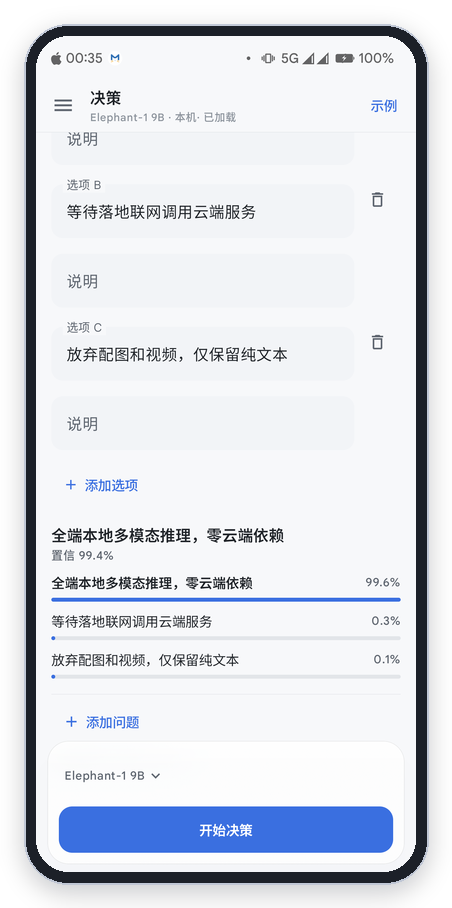 00:35
5G
100%
决策
Elephant-1 9B · 本机· 已加载
示例
说明
选项 B
等待落地联网调用云端服务
说明
选项 C
放弃配图和视频，仅保留纯文本
说明
+ 添加选项
全端本地多模态推理，零云端依赖
置信 99.4%
全端本地多模态推理，零云端依赖 99.6%
等待落地联网调用云端服务 0.3%
放弃配图和视频，仅保留纯文本 0.1%
+ 添加问题
Elephant-1 9B
开始决策